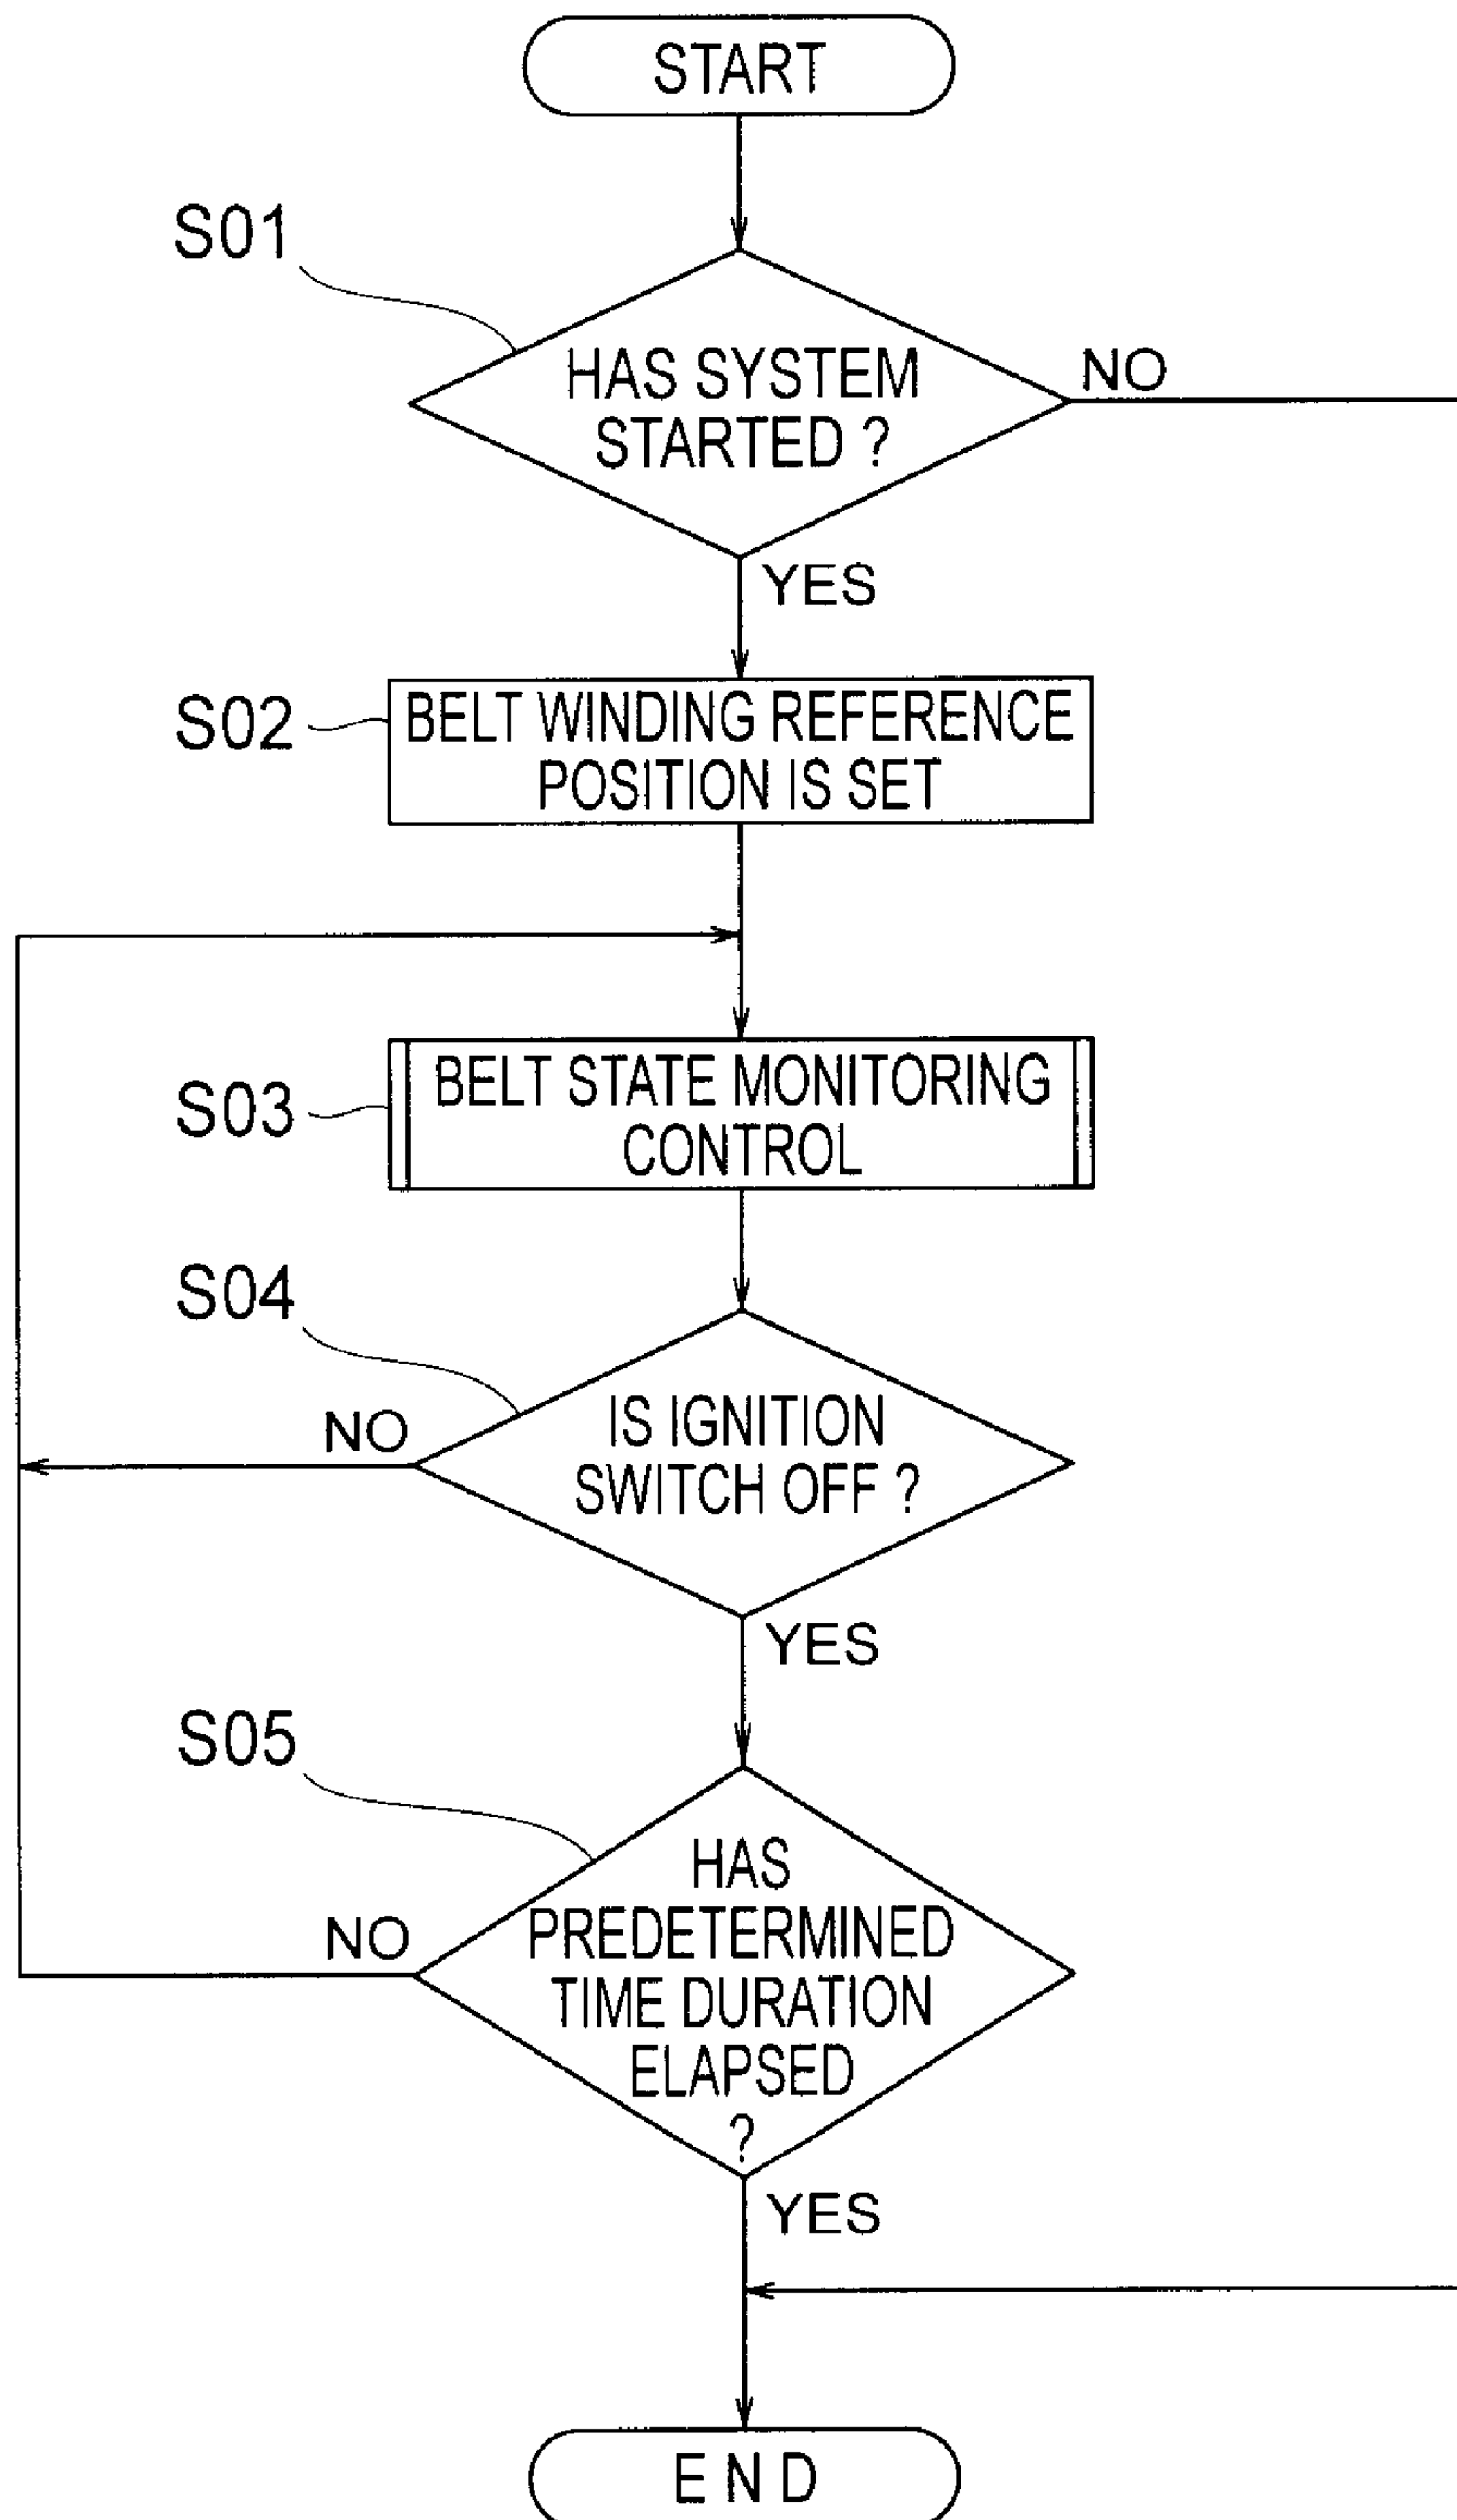 START
S01
HAS SYSTEM
STARTED ?
NO
YES
S02
BELT WINDING REFERENCE
POSITION IS SET
S03
BELT STATE MONITORING
CONTROL
S04
NO
IS IGNITION
SWITCH OFF ?
YES
S05
NO
HAS
PREDETERMINED
TIME DURATION
ELAPSED
?
YES
END